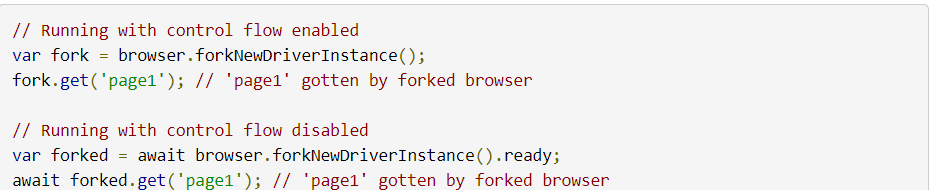 // Running with control flow enabled
var fork = browser.forkNewDriverInstance();
fork.get('page1'); // 'page1' gotten by forked browser
// Running with control flow disabled
var forked = await browser.forkNewDriverInstance().ready;
await forked.get('page1'); // 'page1' gotten by forked browser